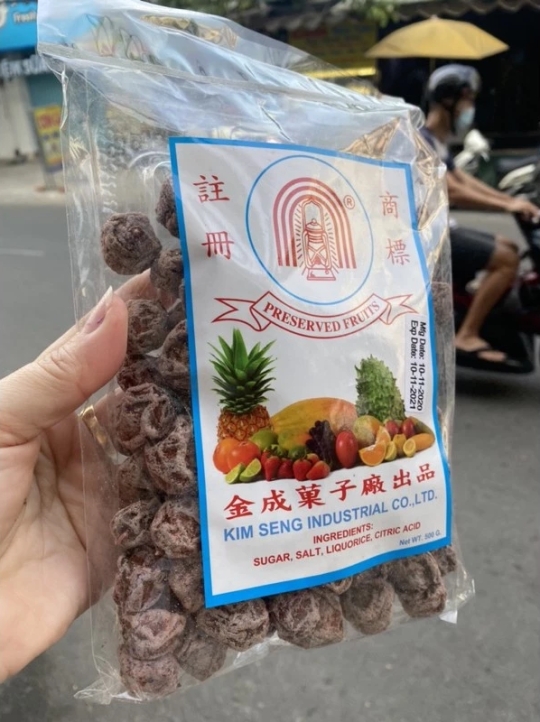 註 商
冊 標
®
PRESERVED FRUITS
Mfg Date: 10-11-2020
Exp Date: 10-11-2021
金成菓子廠出品
KIM SENG INDUSTRIAL CO.,LTD.
INGREDIENTS:
SUGAR, SALT, LIQUORICE, CITRIC ACID
Net WT. 500 G.